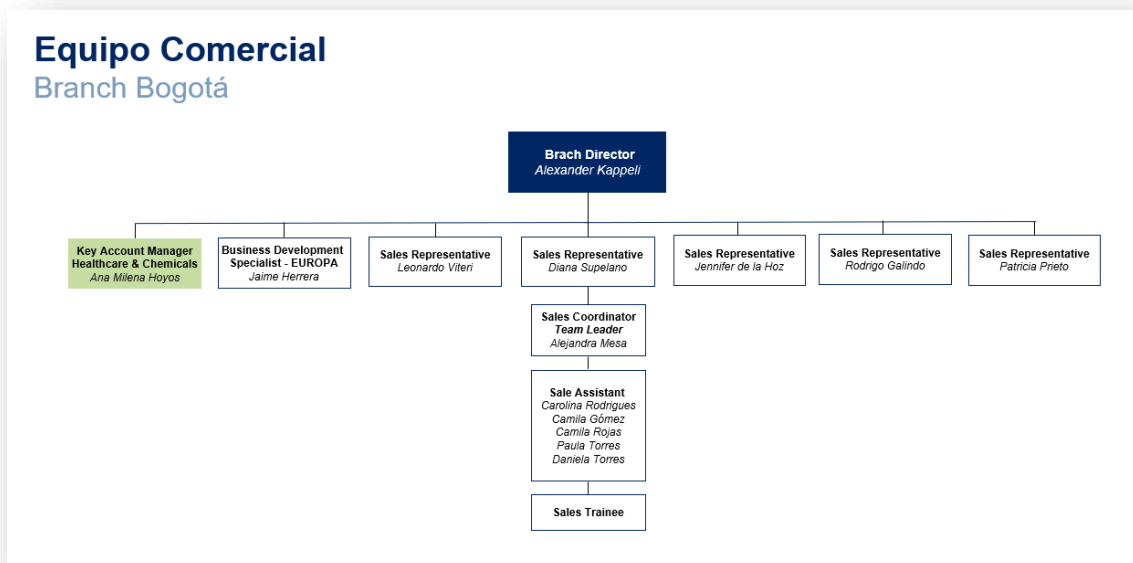 Equipo Comercial
Branch Bogotá
Brach Director
Alexander Kappeli
Key Account Manager
Healthcare & Chemicals
Ana Milena Hoyos
Business Development
Specialist - EUROPA
Jaime Herrera
Sales Representative
Leonardo Viteri
Sales Representative
Diana Supelano
Sales Representative
Jennifer de la Hoz
Sales Representative
Rodrigo Galindo
Sales Representative
Patricia Prieto
Sales Coordinator
Team Leader
Alejandra Mesa
Sale Assistant
Carolina Rodrigues
Camila Gómez
Camila Rojas
Paula Torres
Daniela Torres
Sales Trainee